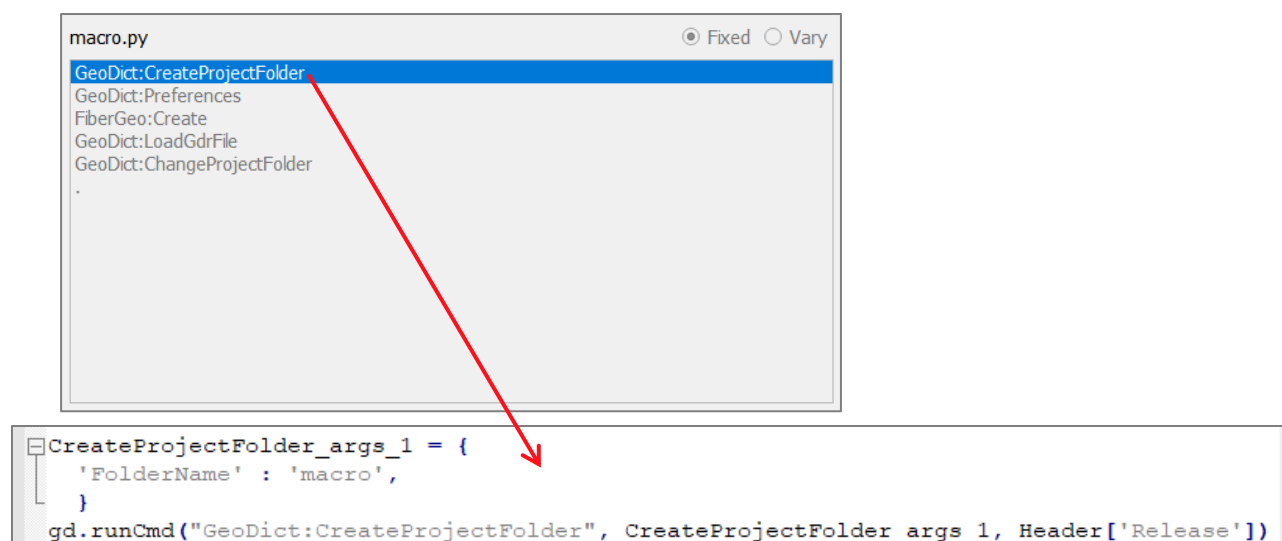 macro.py Fixed Vary
GeoDict:CreateProjectFolder
GeoDict:Preferences
FiberGeo:Create
GeoDict:LoadGdrFile
GeoDict:ChangeProjectFolder
.
CreateProjectFolder_args_1 = {
'FolderName' : 'macro',
}
gd.runCmd("GeoDict:CreateProjectFolder", CreateProjectFolder_args_1, Header['Release'])